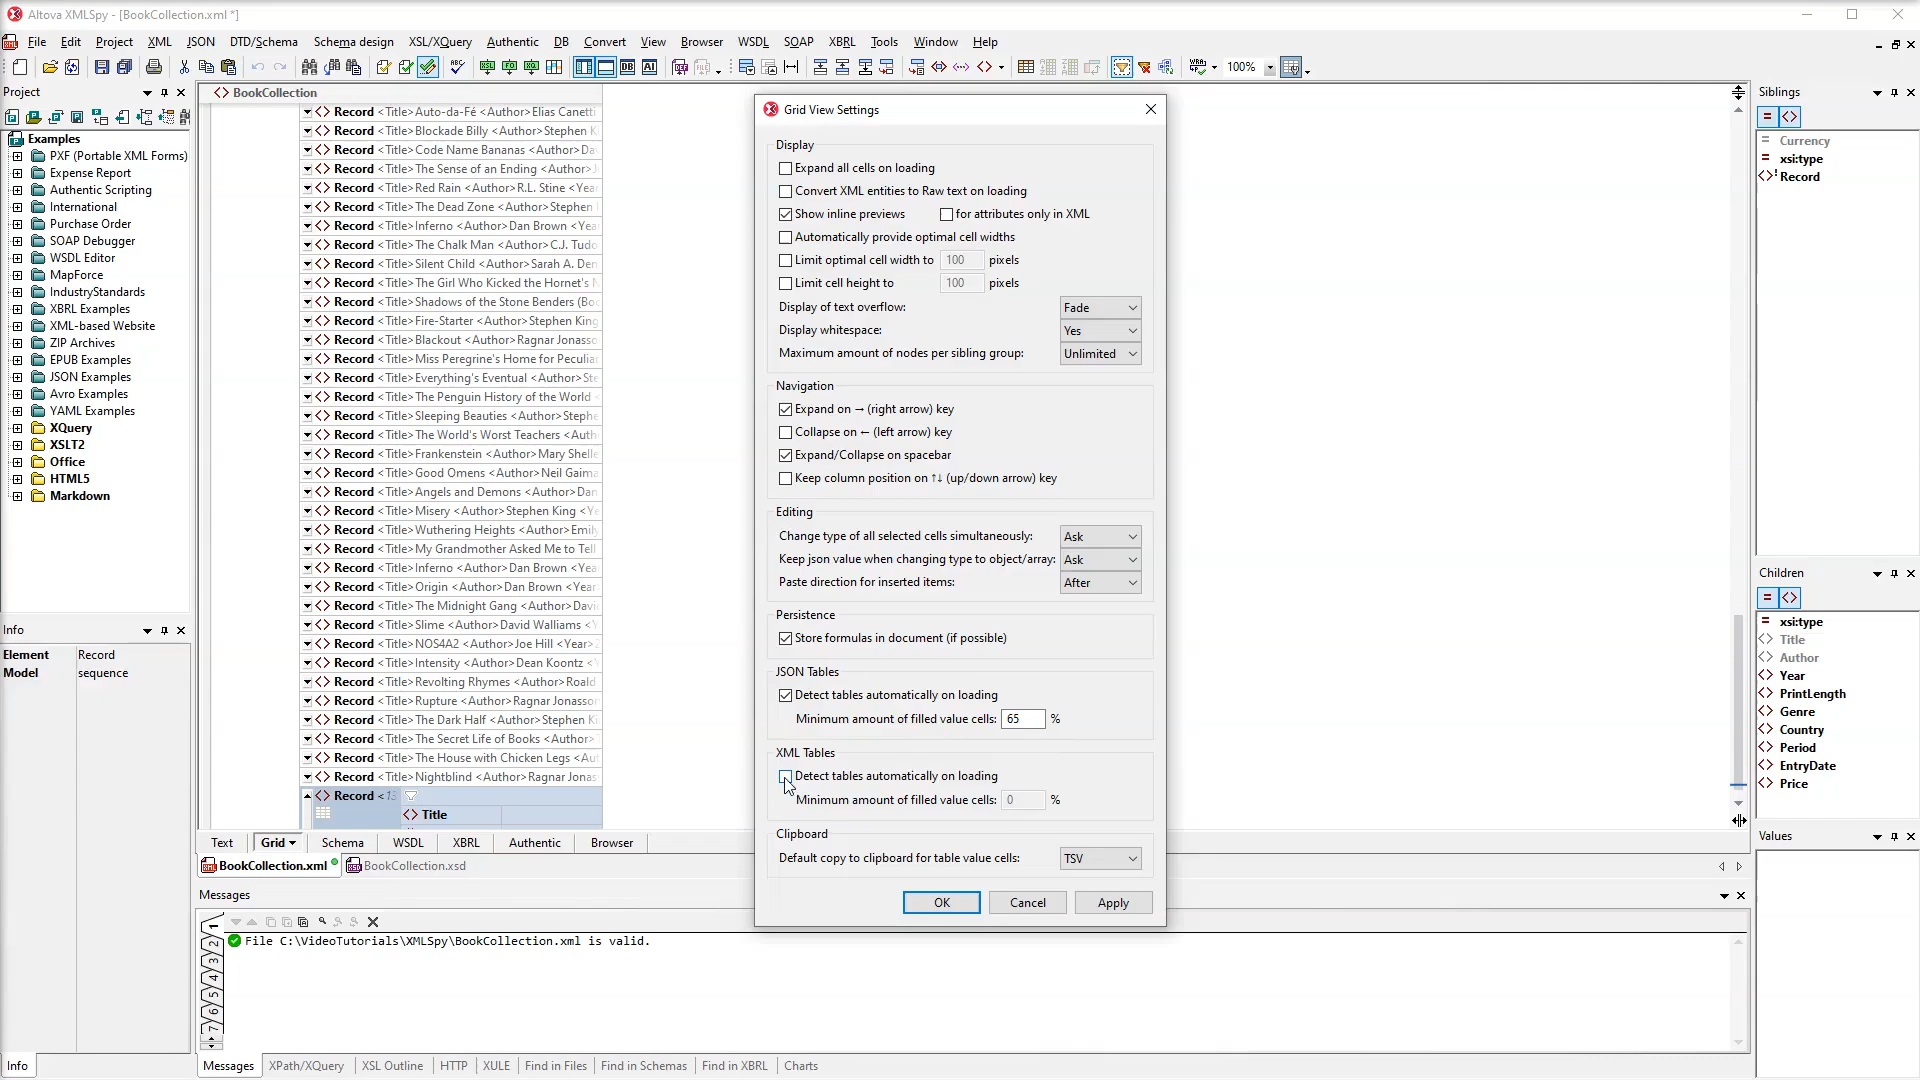 Altova XMLSpy - [BookCollection.xml *]
File Edit Project XML JSON DTD/Schema Schema design XSL/XQuery Authentic DB Convert View Browser WSDL SOAP XBRL Tools Window Help
100%
Project
Examples
PXF (Portable XML Forms)
Expense Report
Authentic Scripting
International
Purchase Order
SOAP Debugger
WSDL Editor
MapForce
IndustryStandards
XBRL Examples
XML-based Website
ZIP Archives
EPUB Examples
JSON Examples
Avro Examples
YAML Examples
XQuery
XSLT2
Office
HTML5
Markdown
Info
Element Record
Model sequence
Info
<> BookCollection
<> Record <Title>Auto-da-Fé <Author>Elias Canetti
<> Record <Title>Blockade Billy <Author>Stephen Ki
<> Record <Title>Code Name Bananas <Author>Dav
<> Record <Title>The Sense of an Ending <Author>J
<> Record <Title>Red Rain <Author>R.L. Stine <Year
<> Record <Title>The Dead Zone <Author>Stephen
<> Record <Title>Inferno <Author>Dan Brown <Year
<> Record <Title>The Chalk Man <Author>C.J. Tudo
<> Record <Title>Silent Child <Author>Sarah A. Den
<> Record <Title>The Girl Who Kicked the Hornet's N
<> Record <Title>Shadows of the Stone Benders (Boo
<> Record <Title>Fire-Starter <Author>Stephen King
<> Record <Title>Blackout <Author>Ragnar Jonasso
<> Record <Title>Miss Peregrine's Home for Peculiar
<> Record <Title>Everything's Eventual <Author>Ste
<> Record <Title>The Penguin History of the World <
<> Record <Title>Sleeping Beauties <Author>Stephe
<> Record <Title>The World's Worst Teachers <Auth
<> Record <Title>Frankenstein <Author>Mary Shelle
<> Record <Title>Good Omens <Author>Neil Gaima
<> Record <Title>Angels and Demons <Author>Dan
<> Record <Title>Misery <Author>Stephen King <Ye
<> Record <Title>Wuthering Heights <Author>Emily
<> Record <Title>My Grandmother Asked Me to Tell
<> Record <Title>Inferno <Author>Dan Brown <Year
<> Record <Title>Origin <Author>Dan Brown <Year>
<> Record <Title>The Midnight Gang <Author>David
<> Record <Title>Slime <Author>David Walliams <Y
<> Record <Title>NOS4A2 <Author>Joe Hill <Year>2
<> Record <Title>Intensity <Author>Dean Koontz <Y
<> Record <Title>Revolting Rhymes <Author>Roald
<> Record <Title>Rupture <Author>Ragnar Jonasson
<> Record <Title>The Dark Half <Author>Stephen K
<> Record <Title>The Secret Life of Books <Author>T
<> Record <Title>The House with Chicken Legs <Aut
<> Record <Title>Nightblind <Author>Ragnar Jonas
<> Record <13
<> Title
Text Grid Schema WSDL XBRL Authentic Browser
BookCollection.xml BookCollection.xsd
Messages
1
2
3
4
5
6
7
File C:\VideoTutorials\XMLSpy\BookCollection.xml is valid.
Messages XPath/XQuery XSL Outline HTTP XULE Find in Files Find in Schemas Find in XBRL Charts
Grid View Settings
Display
Expand all cells on loading
Convert XML entities to Raw text on loading
Show inline previews for attributes only in XML
Automatically provide optimal cell widths
Limit optimal cell width to 100 pixels
Limit cell height to 100 pixels
Display of text overflow: Fade
Display whitespace: Yes
Maximum amount of nodes per sibling group: Unlimited
Navigation
Expand on → (right arrow) key
Collapse on ← (left arrow) key
Expand/Collapse on spacebar
Keep column position on ↑↓ (up/down arrow) key
Editing
Change type of all selected cells simultaneously: Ask
Keep json value when changing type to object/array: Ask
Paste direction for inserted items: After
Persistence
Store formulas in document (if possible)
JSON Tables
Detect tables automatically on loading
Minimum amount of filled value cells: 65 %
XML Tables
Detect tables automatically on loading
Minimum amount of filled value cells: 0 %
Clipboard
Default copy to clipboard for table value cells: TSV
OK Cancel Apply
Siblings
= <>
= Currency
= xsi:type
<>! Record
Children
= <>
= xsi:type
<> Title
<> Author
<> Year
<> PrintLength
<> Genre
<> Country
<> Period
<> EntryDate
<> Price
Values